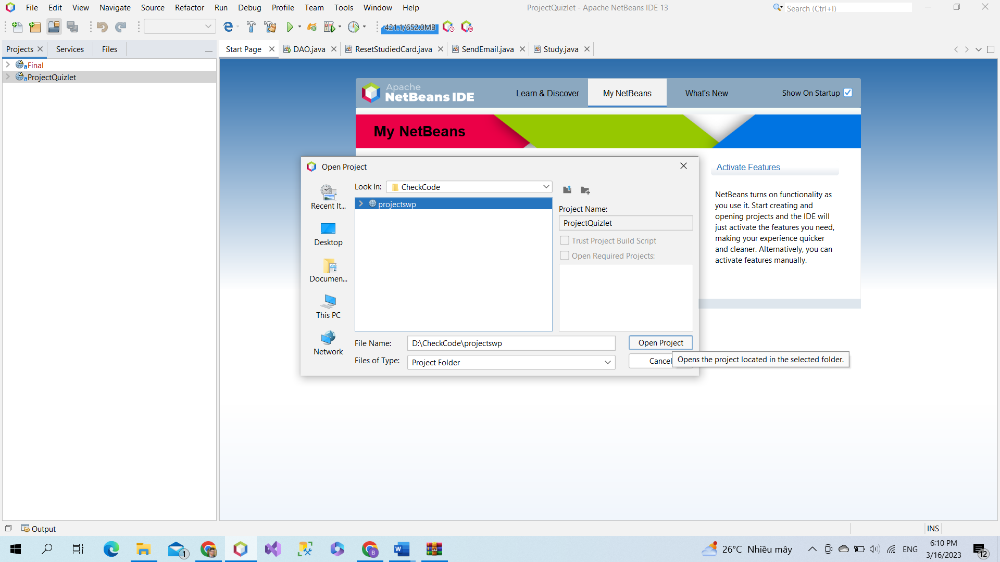 File Edit View Navigate Source Refactor Run Debug Profile Team Tools Window Help
ProjectQuizlet - Apache NetBeans IDE 13
Search (Ctrl+I)
421.1/652.0MB
Projects Services Files
Start Page DAO.java ResetStudiedCard.java SendEmail.java Study.java
Final
ProjectQuizlet
Apache
NetBeans IDE
Learn & Discover My NetBeans What's New Show On Startup
My NetBeans
Activate Features
NetBeans turns on functionality as
you use it. Start creating and
opening projects and the IDE will
just activate the features you need,
making your experience quicker
and cleaner. Alternatively, you can
activate features manually.
Open Project
Look In: CheckCode
Recent It...
Desktop
Documen...
This PC
Network
projectswp
Project Name:
ProjectQuizlet
Trust Project Build Script
Open Required Projects:
File Name: D:\CheckCode\projectswp
Files of Type: Project Folder
Open Project
Cancel
Opens the project located in the selected folder.
Output
INS
1
B
W
26°C Nhiều mây
ENG
6:10 PM
3/16/2023
12